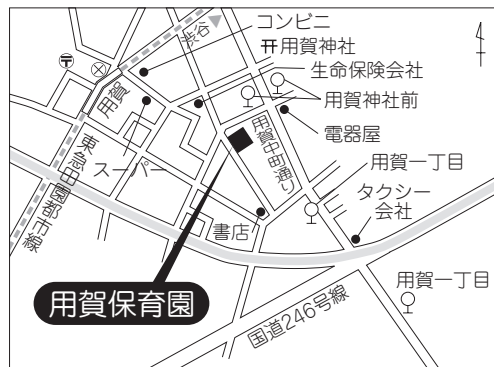 コンビニ
渋谷
用賀神社
生命保険会社
用賀神社前
電器屋
用賀
スーパー
用賀中町通り
用賀一丁目
東急田園都市線
タクシー
会社
書店
用賀一丁目
用賀保育園
国道246号線